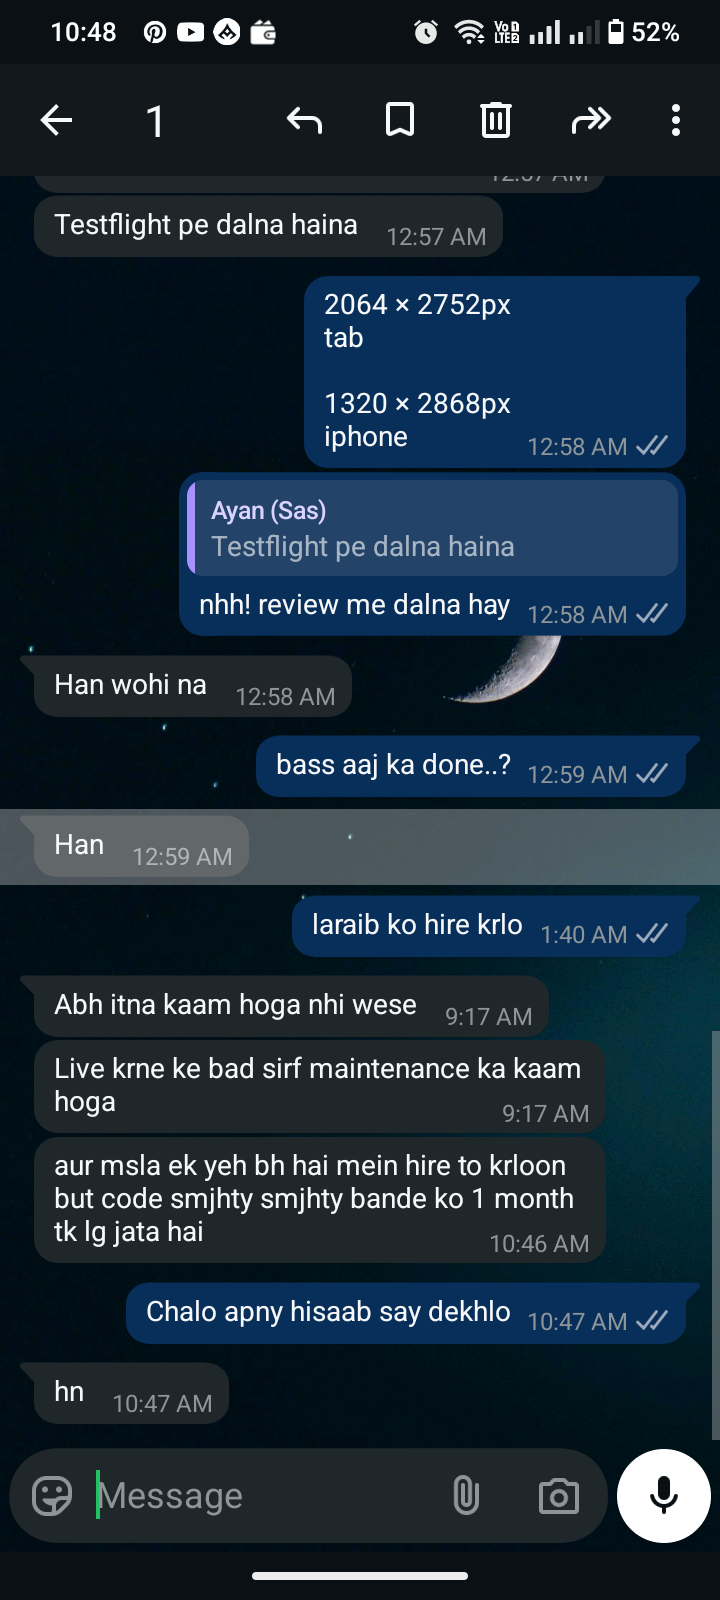 10:48
Vo 1
LTE 2
52%
1
12:57 AM
Testflight pe dalna haina
12:57 AM
2064 × 2752px
tab
1320 × 2868px
iphone
12:58 AM
Ayan (Sas)
Testflight pe dalna haina
nhh! review me dalna hay
12:58 AM
Han wohi na
12:58 AM
bass aaj ka done..?
12:59 AM
Han
12:59 AM
laraib ko hire krlo
1:40 AM
Abh itna kaam hoga nhi wese
9:17 AM
Live krne ke bad sirf maintenance ka kaam
hoga
9:17 AM
aur msla ek yeh bh hai mein hire to krloon
but code smjhty smjhty bande ko 1 month
tk lg jata hai
10:46 AM
Chalo apny hisaab say dekhlo
10:47 AM
hn
10:47 AM
Message